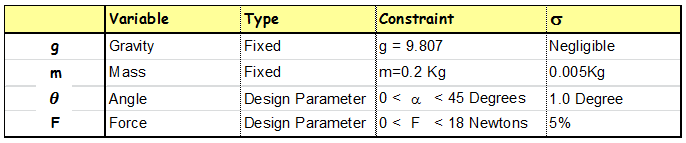 Variable Type Constraint σ
g Gravity Fixed g = 9.807 Negligible
m Mass Fixed m=0.2 Kg 0.005Kg
θ Angle Design Parameter 0 < α < 45 Degrees 1.0 Degree
F Force Design Parameter 0 < F < 18 Newtons 5%